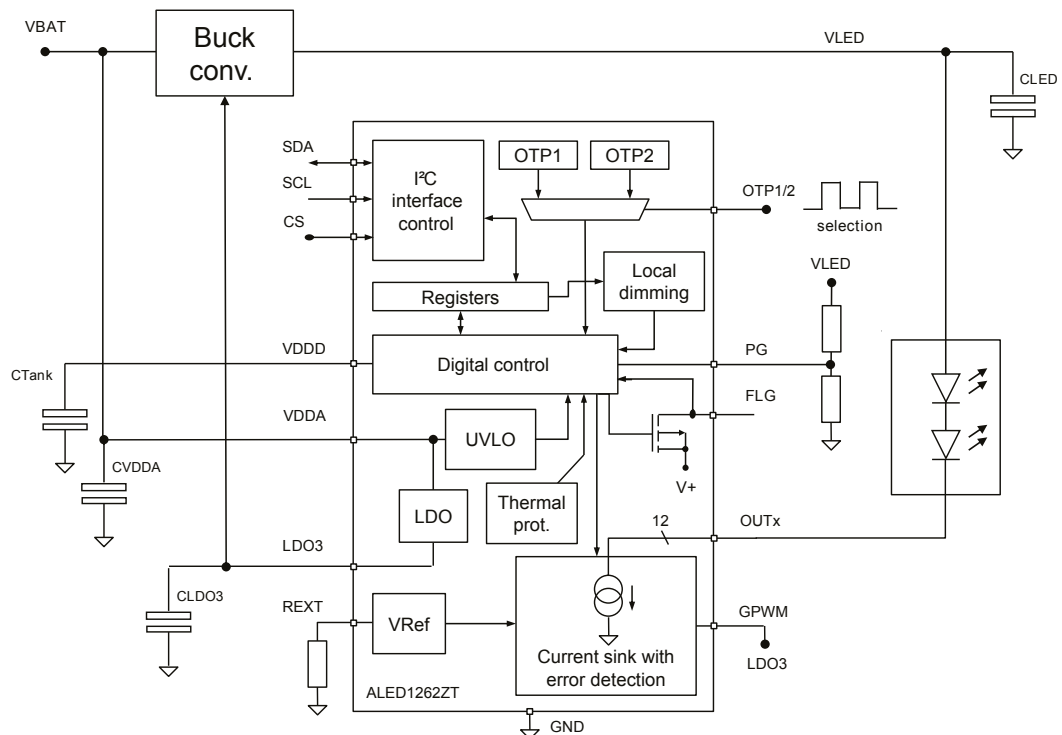 VBAT
Buck
conv.
VLED
CLED
SDA
SCL
CS
I²C
interface
control
OTP1
OTP2
OTP1/2
selection
Registers
Local
dimming
VLED
VDDD
CTank
Digital control
PG
FLG
VDDA
UVLO
V+
CVDDA
LDO
Thermal
prot.
12
OUTx
LDO3
CLDO3
REXT
VRef
GPWM
LDO3
Current sink with
error detection
ALED1262ZT
GND